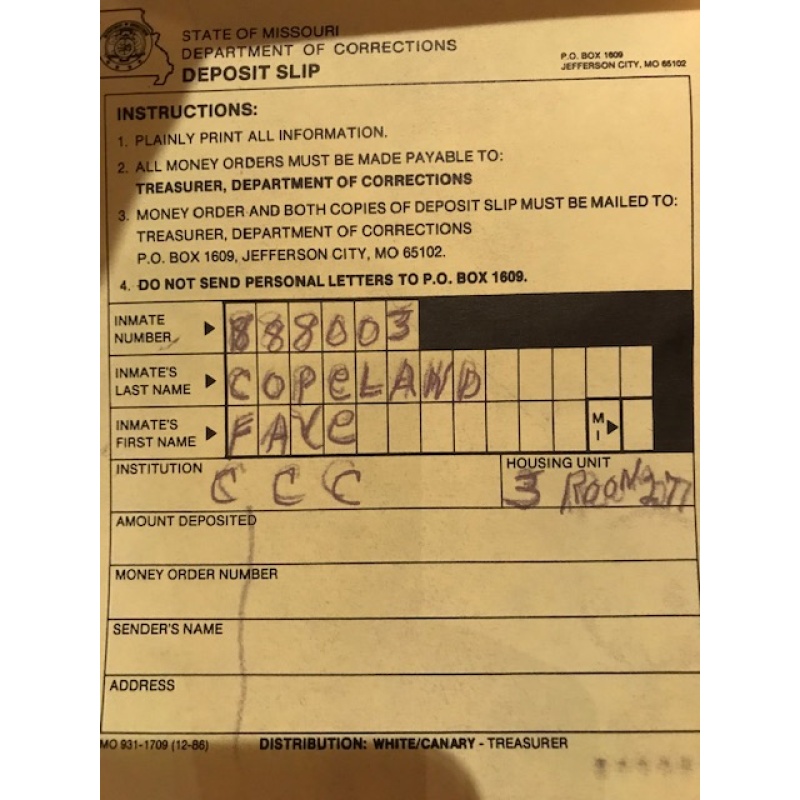 STATE OF MISSOURI
DEPARTMENT OF CORRECTIONS
DEPOSIT SLIP
P.O. BOX 1609
JEFFERSON CITY, MO 65102
INSTRUCTIONS:
1. PLAINLY PRINT ALL INFORMATION.
2. ALL MONEY ORDERS MUST BE MADE PAYABLE TO:
TREASURER, DEPARTMENT OF CORRECTIONS
3. MONEY ORDER AND BOTH COPIES OF DEPOSIT SLIP MUST BE MAILED TO:
TREASURER, DEPARTMENT OF CORRECTIONS
P.O. BOX 1609, JEFFERSON CITY, MO 65102.
4. DO NOT SEND PERSONAL LETTERS TO P.O. BOX 1609.
INMATE NUMBER 888003
INMATE'S LAST NAME COPeLAND
INMATE'S FIRST NAME FAYe MI
INSTITUTION CCC
HOUSING UNIT 3 ROOM 277
AMOUNT DEPOSITED
MONEY ORDER NUMBER
SENDER'S NAME
ADDRESS
MO 931-1709 (12-86) DISTRIBUTION: WHITE/CANARY - TREASURER